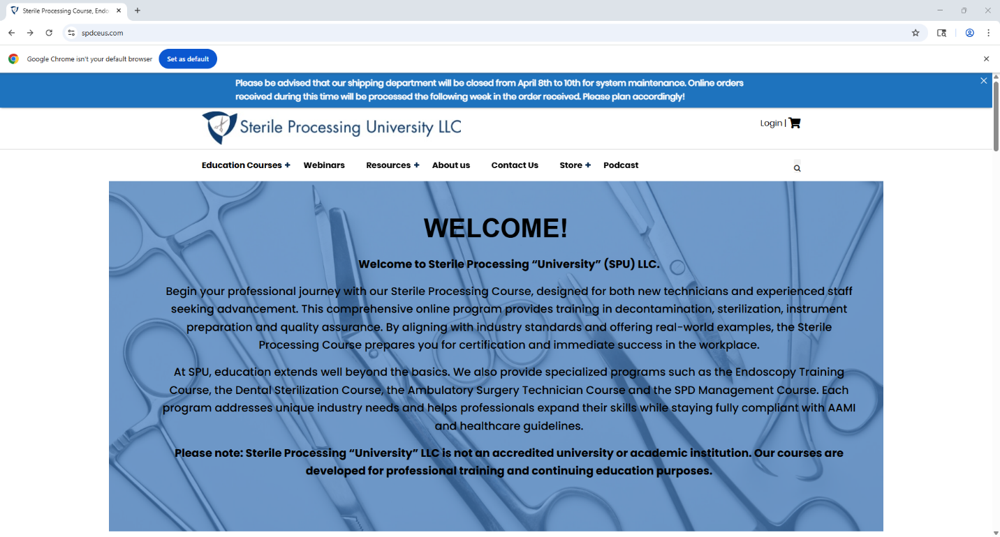 Sterile Processing Course, Endo
spdceus.com
Google Chrome isn't your default browser
Set as default
Please be advised that our shipping department will be closed from April 8th to 10th for system maintenance. Online orders
received during this time will be processed the following week in the order received. Please plan accordingly!
Sterile Processing University LLC
Login |
Education Courses +
Webinars
Resources +
About us
Contact Us
Store +
Podcast
WELCOME!
Welcome to Sterile Processing “University” (SPU) LLC.
Begin your professional journey with our Sterile Processing Course, designed for both new technicians and experienced staff
seeking advancement. This comprehensive online program provides training in decontamination, sterilization, instrument
preparation and quality assurance. By aligning with industry standards and offering real-world examples, the Sterile
Processing Course prepares you for certification and immediate success in the workplace.
At SPU, education extends well beyond the basics. We also provide specialized programs such as the Endoscopy Training
Course, the Dental Sterilization Course, the Ambulatory Surgery Technician Course and the SPD Management Course. Each
program addresses unique industry needs and helps professionals expand their skills while staying fully compliant with AAMI
and healthcare guidelines.
Please note: Sterile Processing “University” LLC is not an accredited university or academic institution. Our courses are
developed for professional training and continuing education purposes.